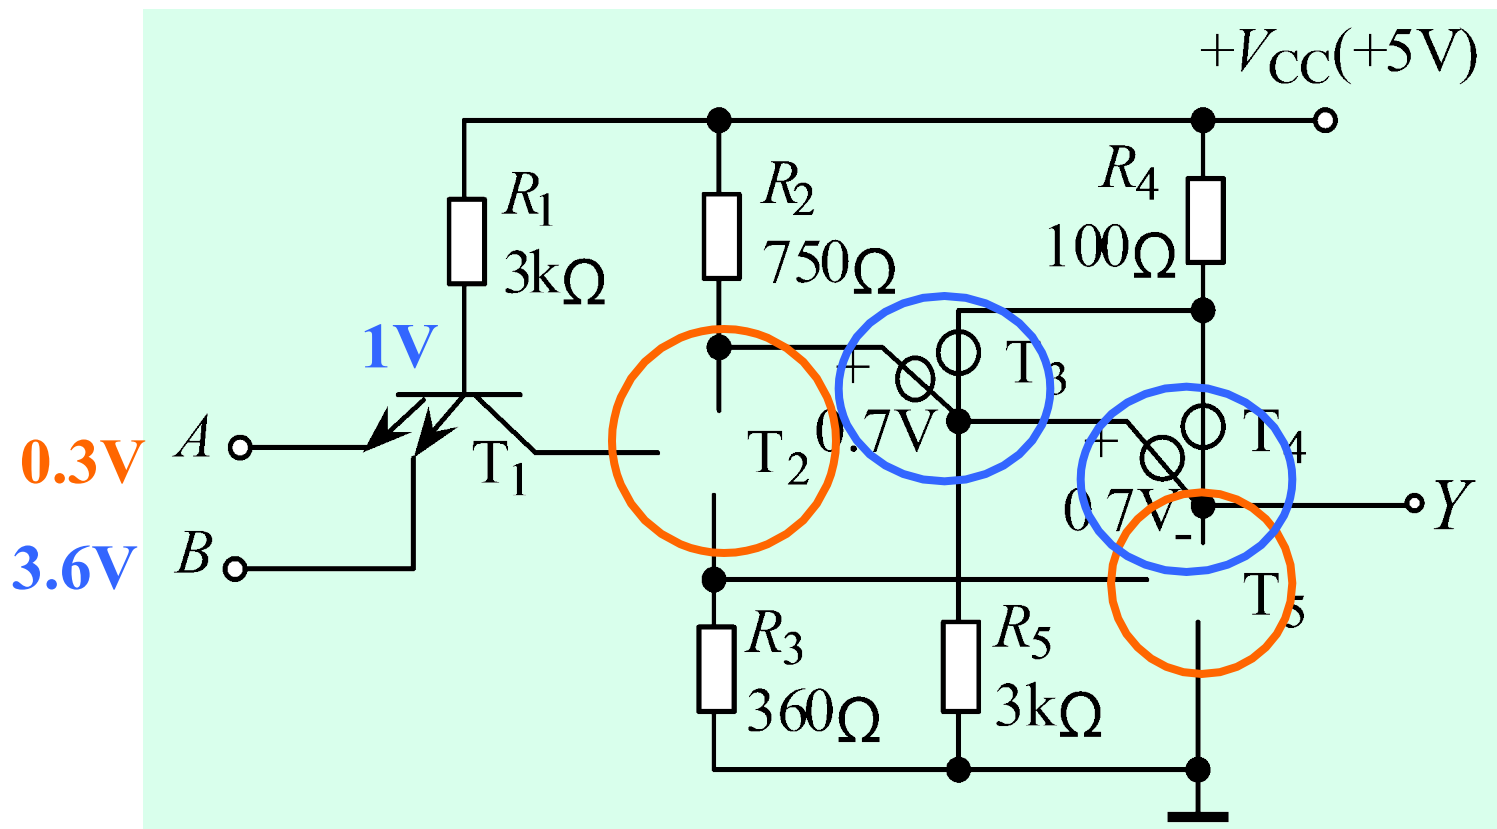 +VCC(+5V)
R1
3kΩ
R2
750Ω
R4
100Ω
1V
+
T3
0.7V
A
0.3V
T1
T2
+
T4
0.7V
-
Y
B
3.6V
T5
R3
360Ω
R5
3kΩ